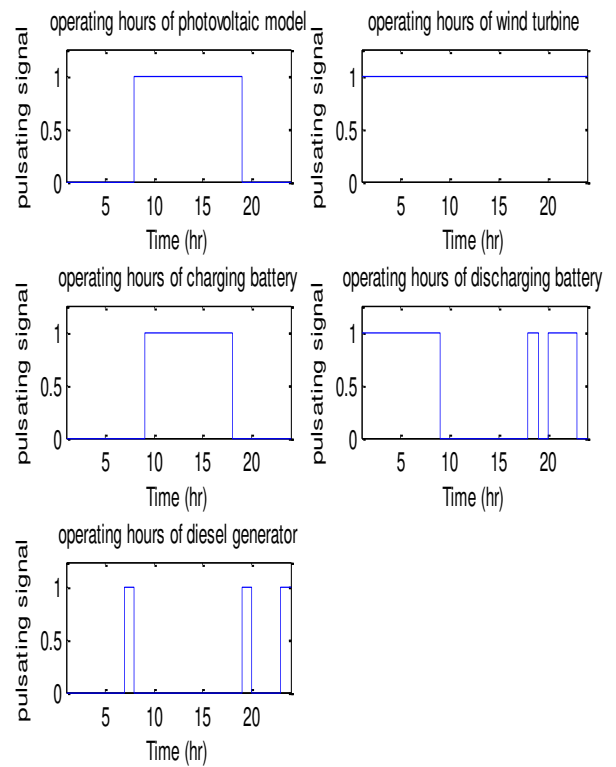 operating hours of photovoltaic model
pulsating signal
1
0.5
0
5 10 15 20
Time (hr)
operating hours of wind turbine
pulsating signal
1
0.5
0
5 10 15 20
Time (hr)
operating hours of charging battery
pulsating signal
1
0.5
0
5 10 15 20
Time (hr)
operating hours of discharging battery
pulsating signal
1
0.5
0
5 10 15 20
Time (hr)
operating hours of diesel generator
pulsating signal
1
0.5
0
5 10 15 20
Time (hr)